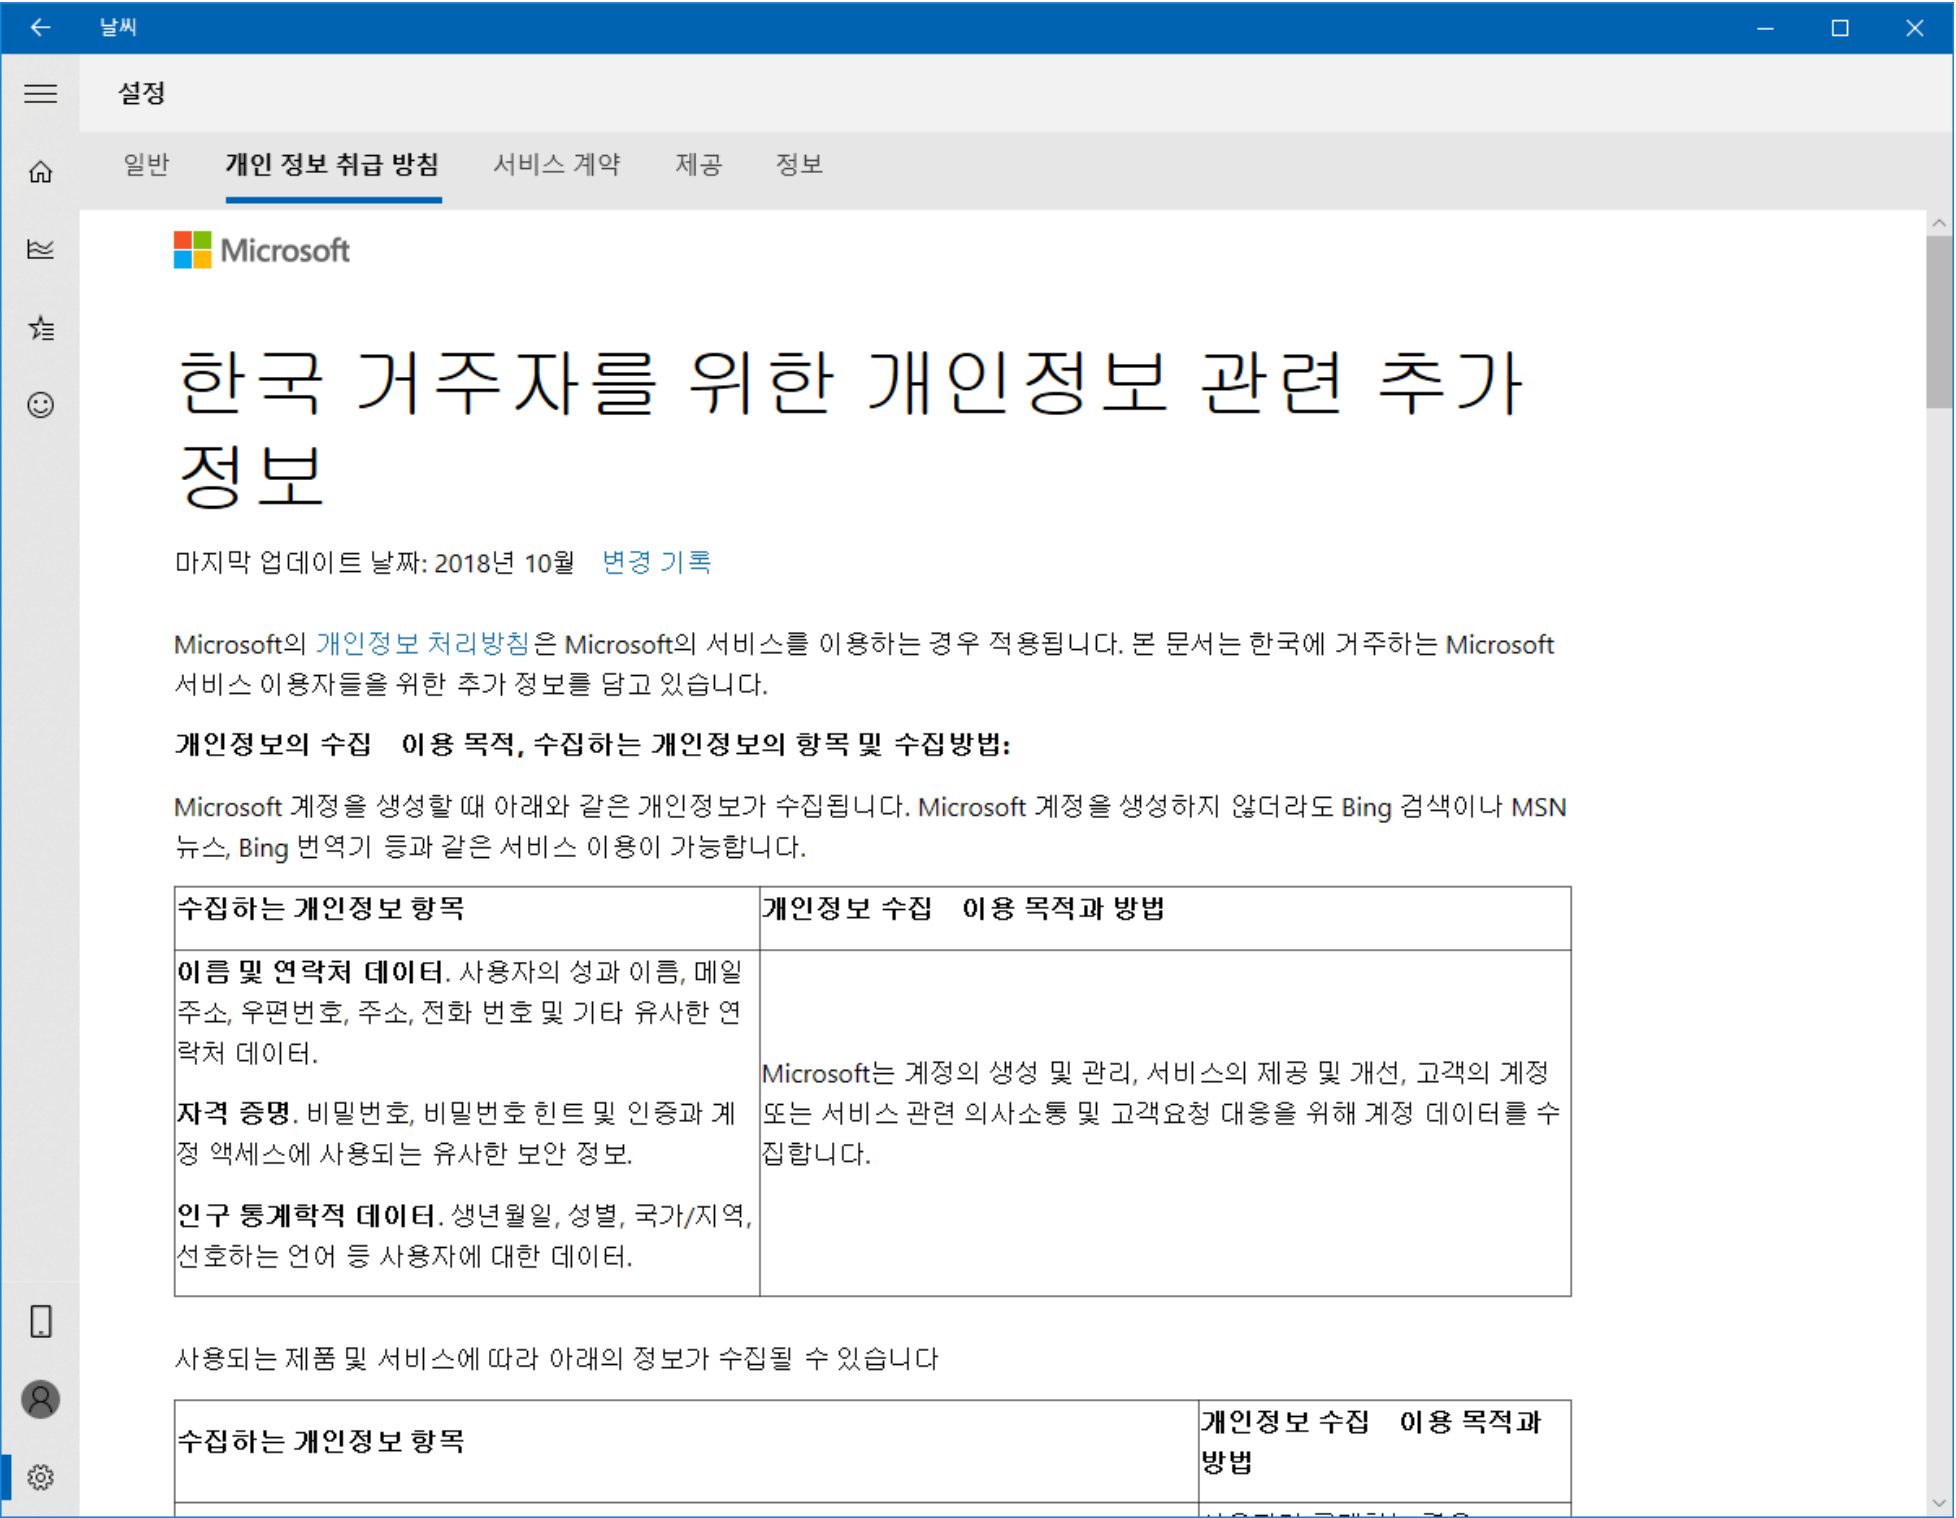 날씨
설정
일반 개인 정보 취급 방침 서비스 계약 제공 정보
Microsoft
한국 거주자를 위한 개인정보 관련 추가
정보
마지막 업데이트 날짜: 2018년 10월 변경 기록
Microsoft의 개인정보 처리방침은 Microsoft의 서비스를 이용하는 경우 적용됩니다. 본 문서는 한국에 거주하는 Microsoft
서비스 이용자들을 위한 추가 정보를 담고 있습니다.
개인정보의 수집 이용 목적, 수집하는 개인정보의 항목 및 수집방법:
Microsoft 계정을 생성할 때 아래와 같은 개인정보가 수집됩니다. Microsoft 계정을 생성하지 않더라도 Bing 검색이나 MSN
뉴스, Bing 번역기 등과 같은 서비스 이용이 가능합니다.
수집하는 개인정보 항목
개인정보 수집 이용 목적과 방법
이름 및 연락처 데이터. 사용자의 성과 이름, 메일
주소, 우편번호, 주소, 전화 번호 및 기타 유사한 연
락처 데이터.
자격 증명. 비밀번호, 비밀번호 힌트 및 인증과 계
정 액세스에 사용되는 유사한 보안 정보.
인구 통계학적 데이터. 생년월일, 성별, 국가/지역,
선호하는 언어 등 사용자에 대한 데이터.
Microsoft는 계정의 생성 및 관리, 서비스의 제공 및 개선, 고객의 계정
또는 서비스 관련 의사소통 및 고객요청 대응을 위해 계정 데이터를 수
집합니다.
사용되는 제품 및 서비스에 따라 아래의 정보가 수집될 수 있습니다
수집하는 개인정보 항목
개인정보 수집 이용 목적과
방법